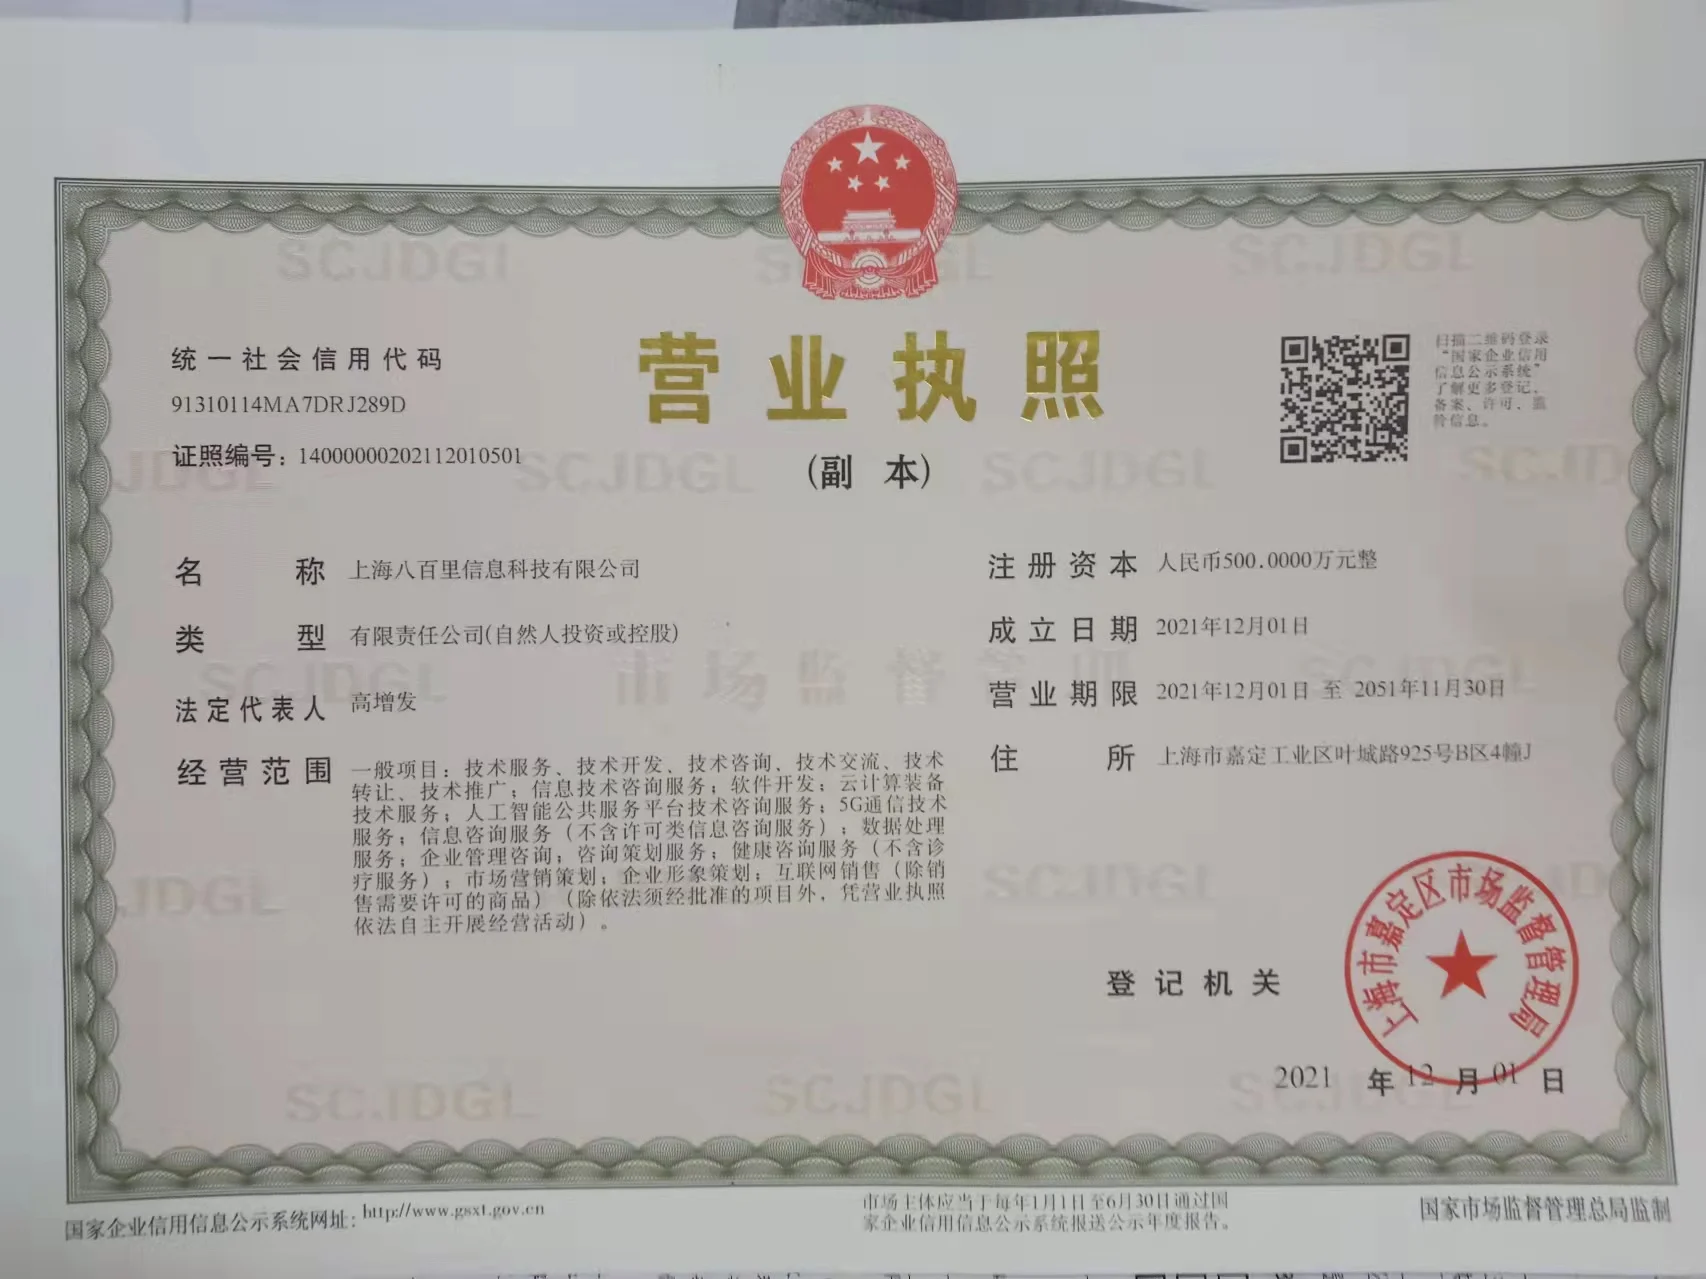 营业执照
(副 本)
统一社会信用代码
91310114MA7DRJ289D
证照编号：14000000202112010501
扫描二维码登录
“国家企业信用
信息公示系统”
了解更多登记、
备案、许可、监
管信息。
名 称 上海八百里信息科技有限公司
类 型 有限责任公司(自然人投资或控股)
法定代表人 高增发
经营范围 一般项目：技术服务、技术开发、技术咨询、技术交流、技术
转让、技术推广；信息技术咨询服务；软件开发；云计算装备
技术服务；人工智能公共服务平台技术咨询服务；5G通信技术
服务；信息咨询服务（不含许可类信息咨询服务）；数据处理
服务；企业管理咨询；咨询策划服务；健康咨询服务（不含诊
疗服务）；市场营销策划；企业形象策划；互联网销售（除销
售需要许可的商品）（除依法须经批准的项目外，凭营业执照
依法自主开展经营活动）。
注册资本 人民币500.0000万元整
成立日期 2021年12月01日
营业期限 2021年12月01日 至 2051年11月30日
住 所 上海市嘉定工业区叶城路925号B区4幢J
登记机关
上海市嘉定区市场监督管理局
2021 年 12 月 01 日
国家企业信用信息公示系统网址：http://www.gsxt.gov.cn
市场主体应当于每年1月1日至6月30日通过国
家企业信用信息公示系统报送公示年度报告。
国家市场监督管理总局监制